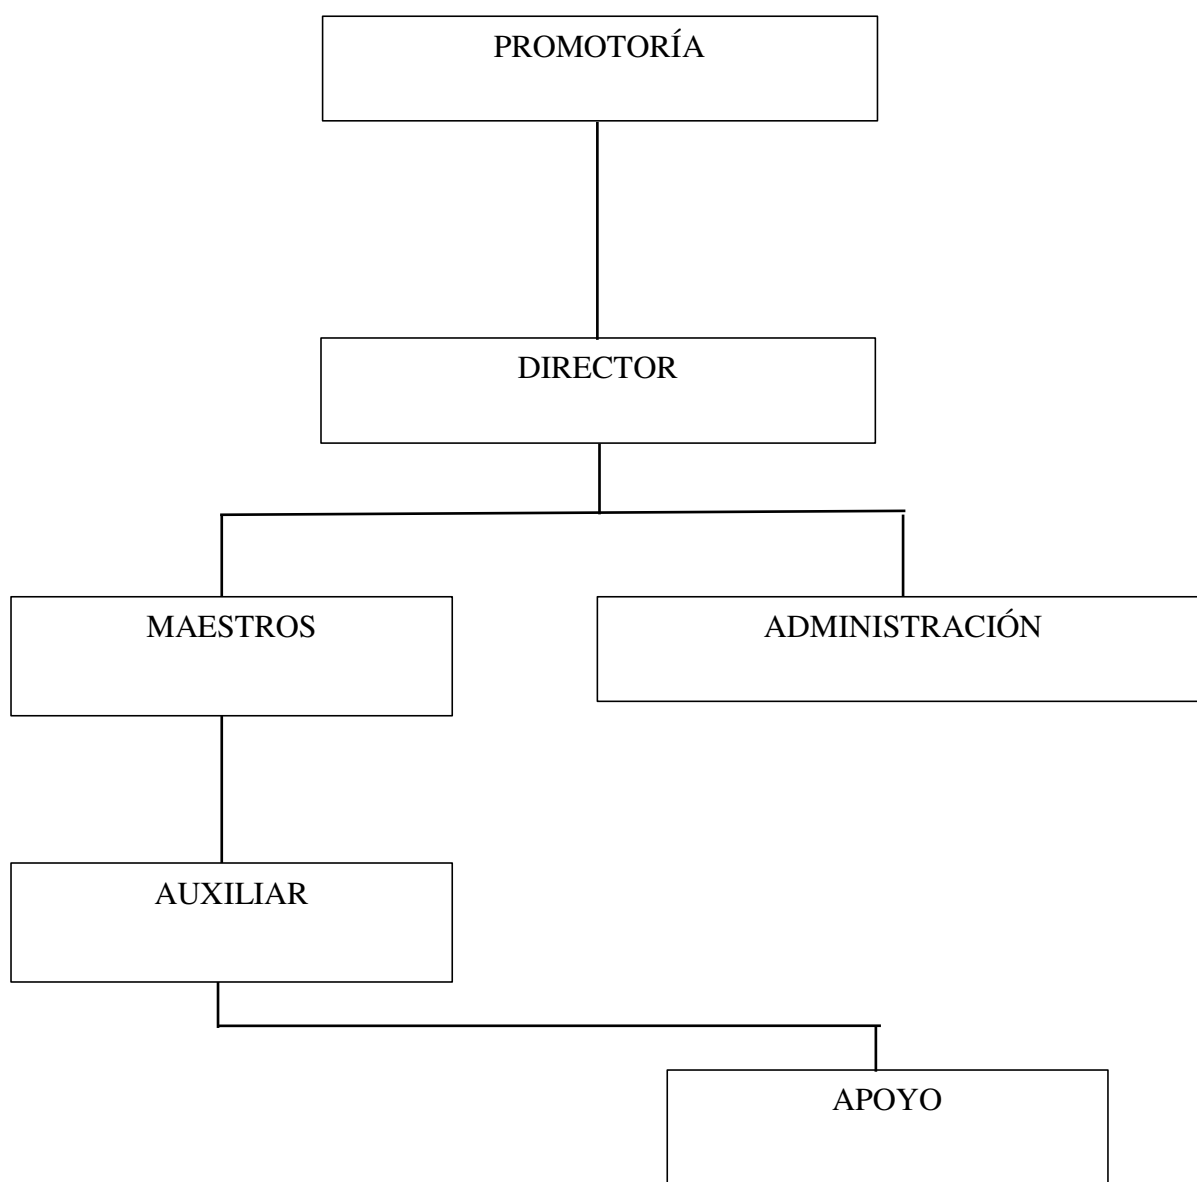 PROMOTORÍA
DIRECTOR
MAESTROS
ADMINISTRACIÓN
AUXILIAR
APOYO